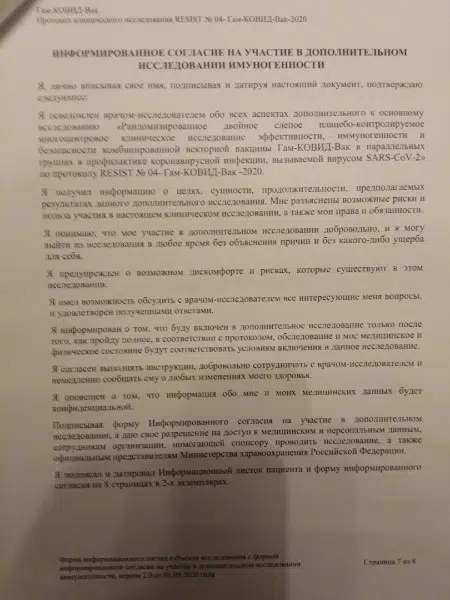 Гам-КОВИД-Вак
Протокол клинического исследования RESIST № 04- Гам-КОВИД-Вак-2020
ИНФОРМИРОВАННОЕ СОГЛАСИЕ НА УЧАСТИЕ В ДОПОЛНИТЕЛЬНОМ
ИССЛЕДОВАНИИ ИМУНОГЕННОСТИ
Я, лично вписывая свое имя, подписывая и датируя настоящий документ, подтверждаю
следующее:
Я осведомлен врачом-исследователем обо всех аспектах дополнительного к основному
исследованию «Рандомизированное двойное слепое плацебо-контролируемое
многоцентровое клиническое исследование эффективности, иммуногенности и
безопасности комбинированной векторной вакцины Гам-КОВИД-Вак в параллельных
группах в профилактике коронавирусной инфекции, вызываемой вирусом SARS-CoV-2»
по протоколу RESIST № 04- Гам-КОВИД-Вак -2020.
Я получил информацию о целях, сущности, продолжительности, предполагаемых
результатах данного дополнительного исследования. Мне разъяснены возможные риски и
польза участия в настоящем клиническом исследовании, а также мои права и обязанности.
Я понимаю, что мое участие в дополнительном исследовании добровольно, и я могу
выйти из исследования в любое время без объяснения причин и без какого-либо ущерба
для себя.
Я предупрежден о возможном дискомфорте и рисках, которые существуют в этом
исследовании.
Я имел возможность обсудить с врачом-исследователем все интересующие меня вопросы,
и удовлетворен полученными ответами.
Я информирован о том, что буду включен в дополнительное исследование только после
того, как пройду полное, в соответствии с протоколом, обследование и мое медицинское и
физическое состояние будут соответствовать условиям включения в данное исследование.
Я согласен выполнять инструкции, добровольно сотрудничать с врачом-исследователем и
немедленно сообщать ему о любых изменениях моего здоровья.
Я оповещен о том, что информация обо мне и моих медицинских данных будет
конфиденциальной.
Подписывая форму Информированного согласия на участие в дополнительном
исследовании, я даю свое разрешение на доступ к медицинским и персональным данным,
сотрудникам организации, помогающей спонсору проводить исследование, а также
официальным представителям Министерства здравоохранения Российской Федерации.
Я подписал и датировал Информационный листок пациента и форму информированного
согласия на 8 страницах в 2-х экземплярах.
Форма информационного листка субъекта исследования с формой
информированного согласия на участие в дополнительном исследовании
иммуногенности, версия 2.0 от 01.09.2020 года
Страница 7 из 8